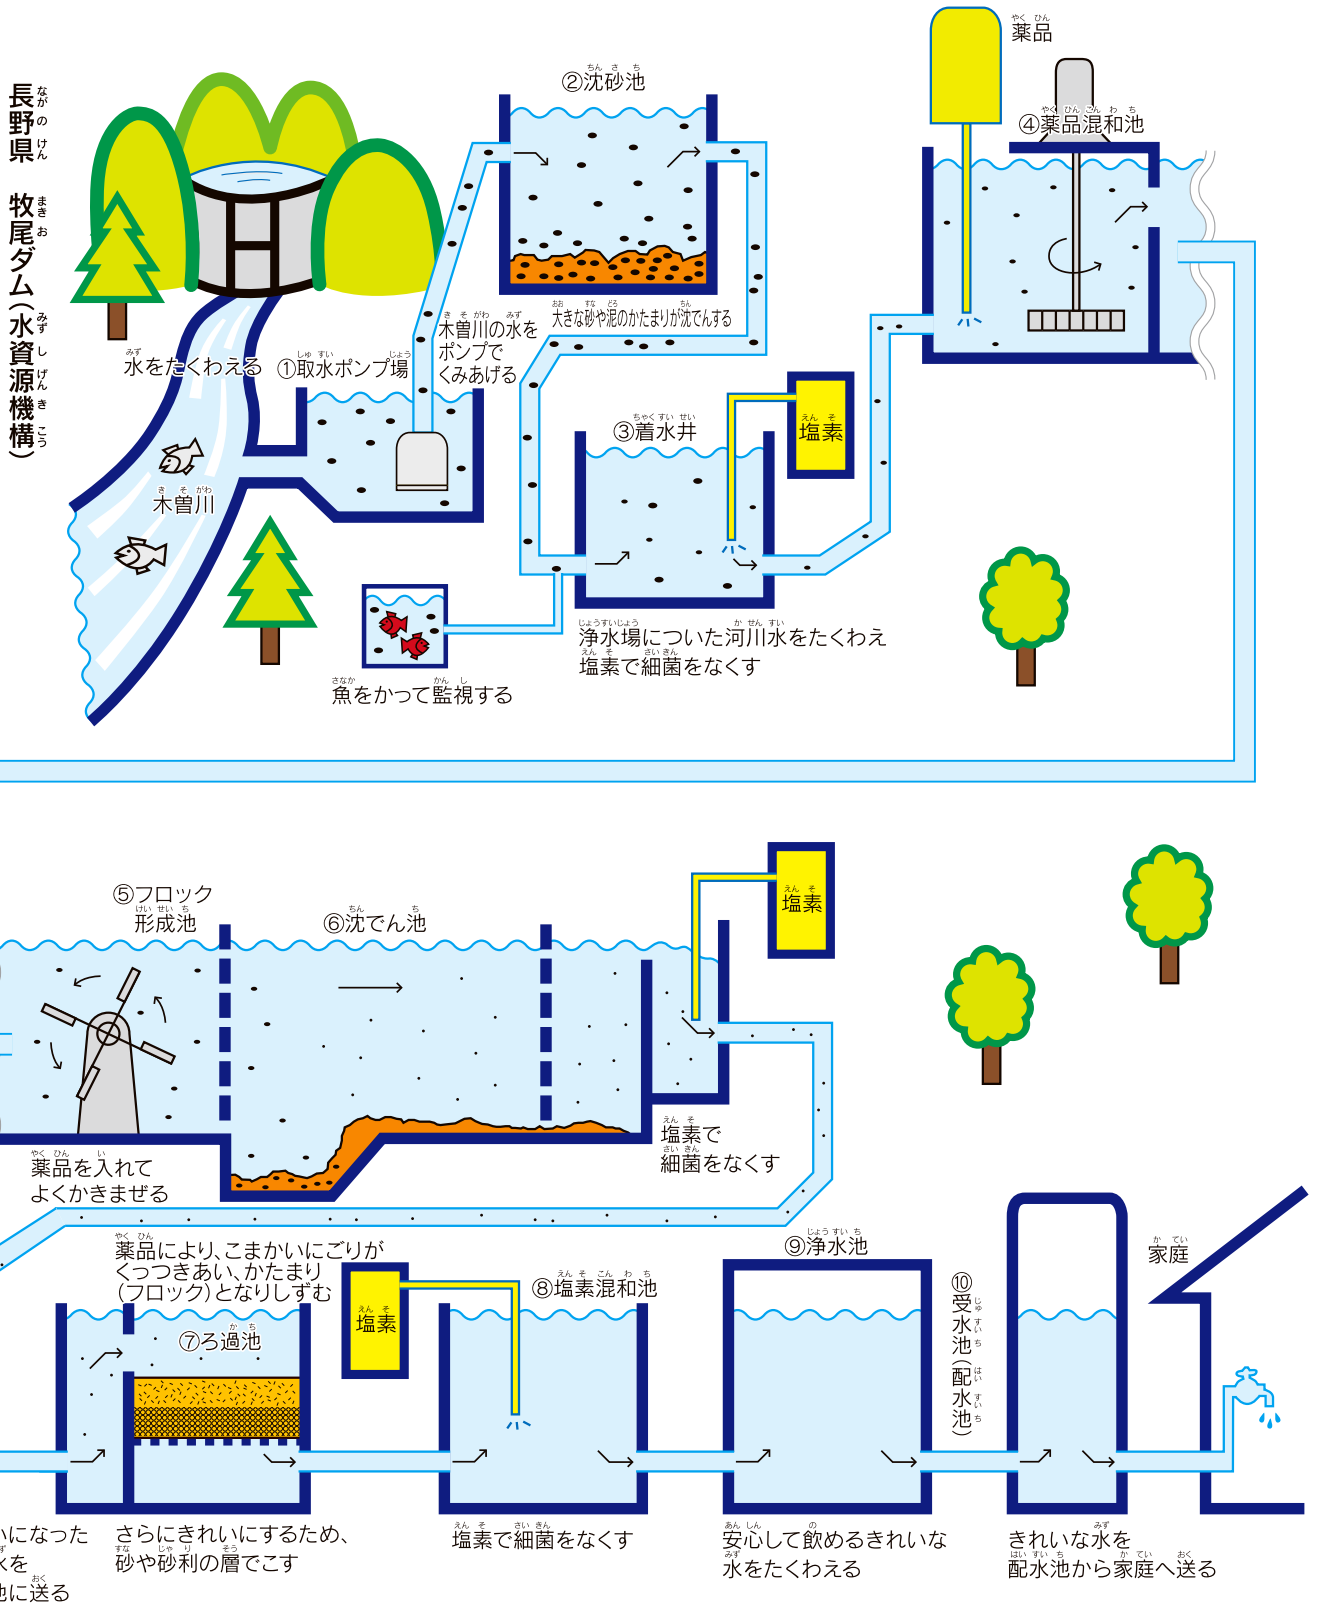 長野県 牧尾ダム(水資源機構)
水をたくわえる
木曽川
①取水ポンプ場
木曽川の水を
ポンプで
くみあげる
②沈砂池
大きな砂や泥のかたまりが沈でんする
魚をかって監視する
③着水井
塩素
浄水場についた河川水をたくわえ
塩素で細菌をなくす
薬品
④薬品混和池
⑤フロック
形成池
薬品を入れて
よくかきまぜる
⑥沈でん池
塩素
塩素で
細菌をなくす
薬品により、こまかいにごりが
くっつきあい、かたまり
(フロック)となりしずむ
いになった
水を
池に送る
⑦ろ過池
さらにきれいにするため、
砂や砂利の層でこす
塩素
⑧塩素混和池
塩素で細菌をなくす
⑨浄水池
安心して飲めるきれいな
水をたくわえる
⑩受水池(配水池)
きれいな水を
配水池から家庭へ送る
家庭